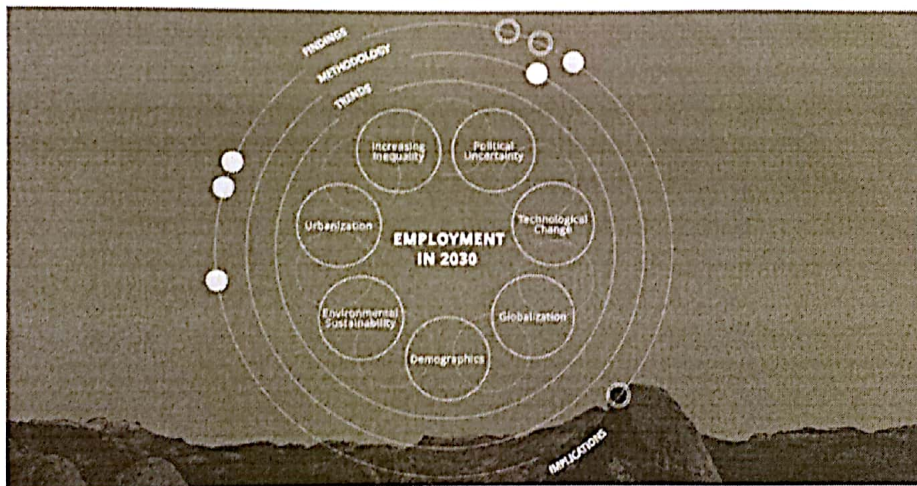 FINDINGS
METHODOLOGY
TRENDS
Increasing
Inequality
Political
Uncertainty
Urbanization
Technological
Change
EMPLOYMENT
IN 2030
Environmental
Sustainability
Globalization
Demographics
IMPLICATIONS